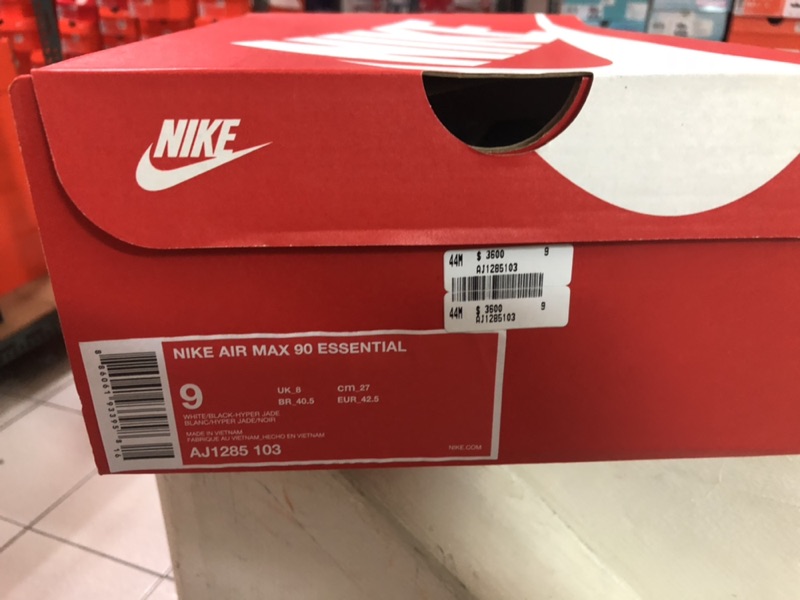 NIKE
44M $ 3600 9
AJ1285103
44M $ 3600 9
AJ1285103
NIKE AIR MAX 90 ESSENTIAL
9
UK_8 cm_27
BR_40.5 EUR_42.5
WHITE/BLACK-HYPER JADE
BLANC/HYPER JADE/NOIR
MADE IN VIETNAM
FABRIQUE AU VIETNAM_HECHO EN VIETNAM
AJ1285 103
NIKE.COM